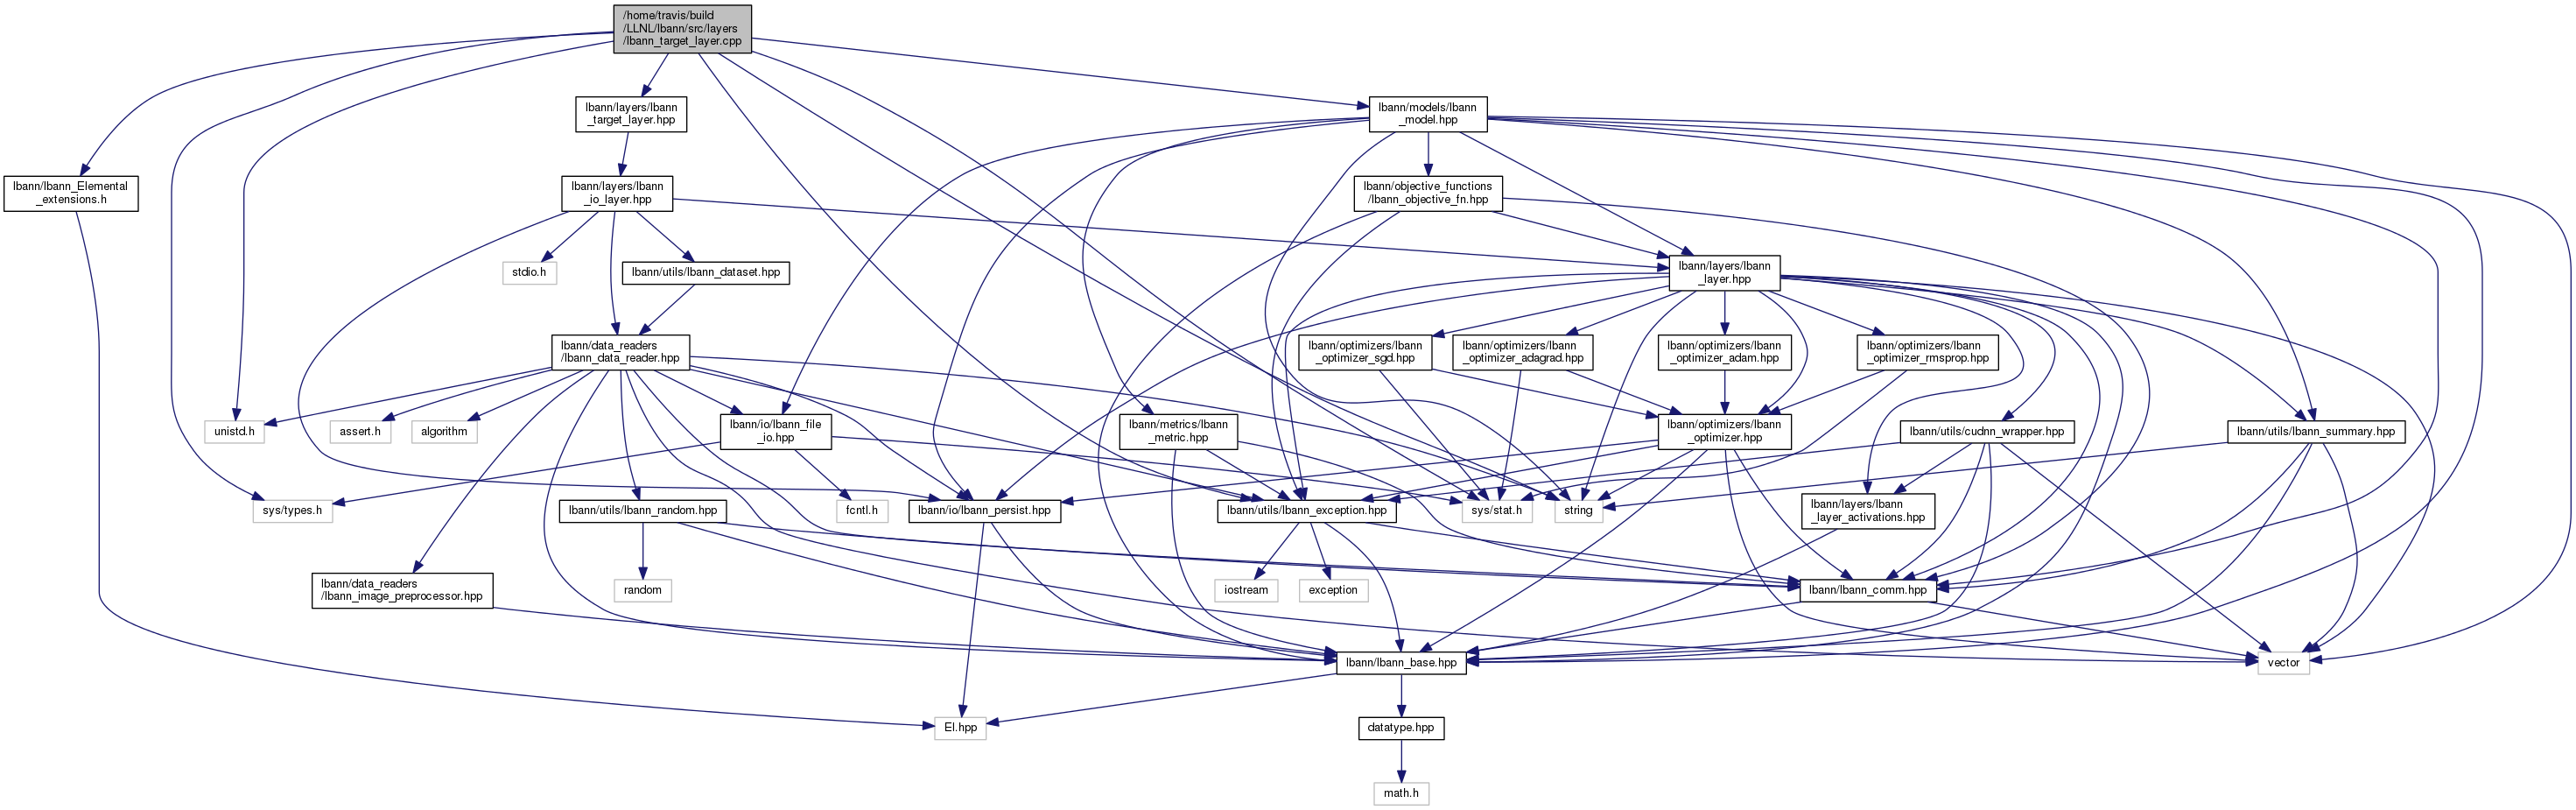 /home/travis/build
/LLNL/lbann/src/layers
/lbann_target_layer.cpp
lbann/layers/lbann
_target_layer.hpp
lbann/models/lbann
_model.hpp
lbann/lbann_Elemental
_extensions.h
lbann/layers/lbann
_io_layer.hpp
lbann/objective_functions
/lbann_objective_fn.hpp
stdio.h
lbann/utils/lbann_dataset.hpp
lbann/layers/lbann
_layer.hpp
lbann/data_readers
/lbann_data_reader.hpp
lbann/optimizers/lbann
_optimizer_sgd.hpp
lbann/optimizers/lbann
_optimizer_adagrad.hpp
lbann/optimizers/lbann
_optimizer_adam.hpp
lbann/optimizers/lbann
_optimizer_rmsprop.hpp
unistd.h
assert.h
algorithm
lbann/io/lbann_file
_io.hpp
lbann/metrics/lbann
_metric.hpp
lbann/optimizers/lbann
_optimizer.hpp
lbann/utils/cudnn_wrapper.hpp
lbann/utils/lbann_summary.hpp
sys/types.h
lbann/utils/lbann_random.hpp
fcntl.h
lbann/io/lbann_persist.hpp
lbann/utils/lbann_exception.hpp
sys/stat.h
string
lbann/layers/lbann
_layer_activations.hpp
lbann/data_readers
/lbann_image_preprocessor.hpp
random
iostream
exception
lbann/lbann_comm.hpp
lbann/lbann_base.hpp
vector
El.hpp
datatype.hpp
math.h